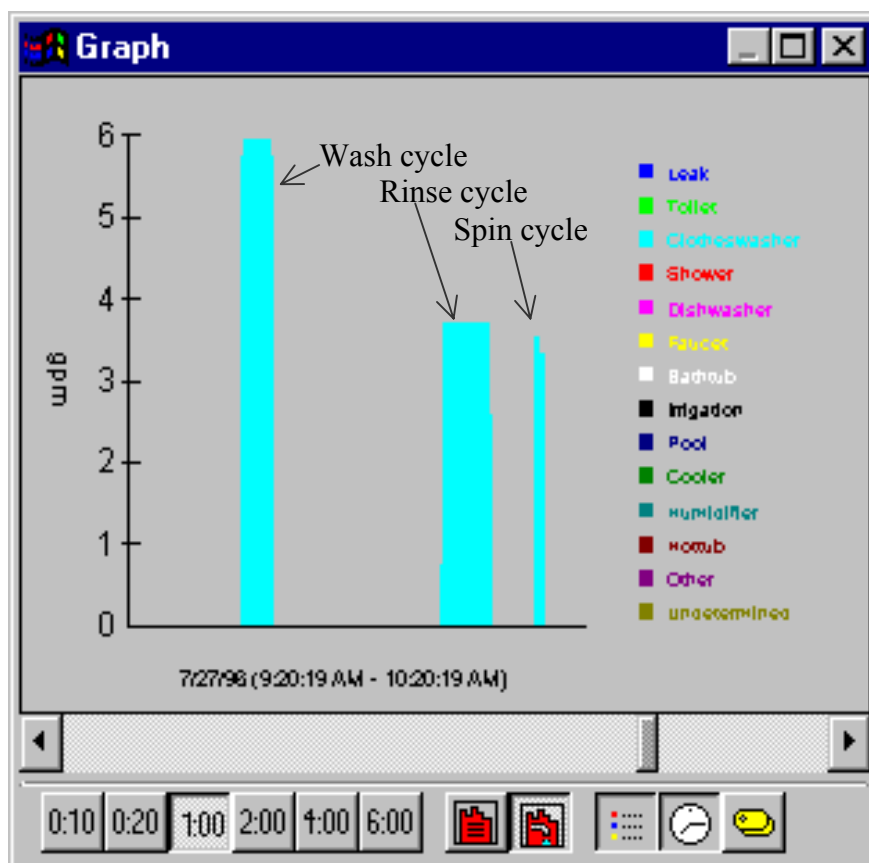 Graph
6
Wash cycle
Rinse cycle
Spin cycle
5
4
3
2
1
0
gpm
Leak
Toilet
Clotheswasher
Shower
Dishwasher
Faucet
Bathtub
Irrigation
Pool
Cooler
Humidifier
Hottub
Other
Undetermined
7/27/96 (9:20:19 AM - 10:20:19 AM)
0:10 0:20 1:00 2:00 4:00 6:00